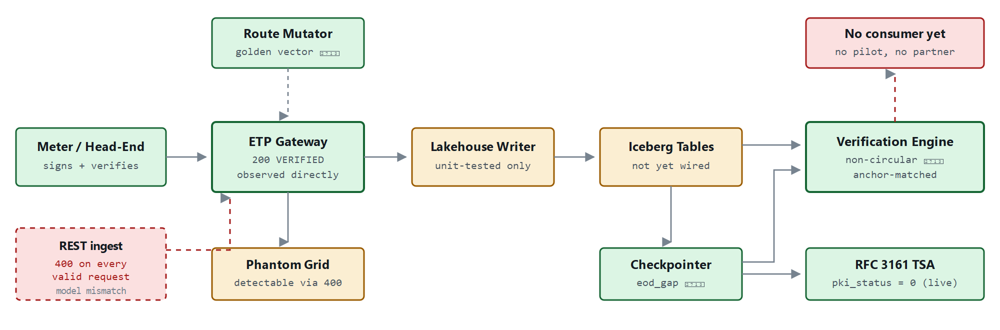 Route Mutator
golden vector
No consumer yet
no pilot, no partner
Meter / Head-End
signs + verifies
ETP Gateway
200 VERIFIED
observed directly
Lakehouse Writer
unit-tested only
Iceberg Tables
not yet wired
Verification Engine
non-circular
anchor-matched
REST ingest
400 on every
valid request
model mismatch
Phantom Grid
detectable via 400
Checkpointer
eod_gap
RFC 3161 TSA
pki_status = 0 (live)